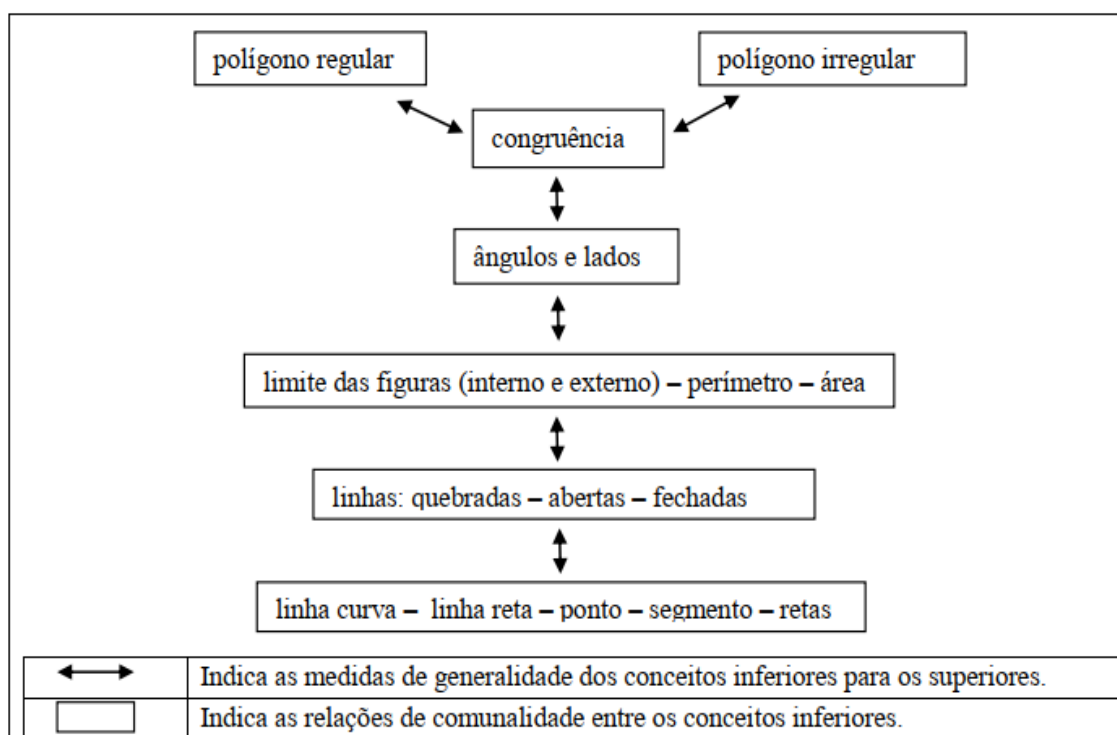 polígono regular
polígono irregular
congruência
ângulos e lados
limite das figuras (interno e externo) – perímetro – área
linhas: quebradas – abertas – fechadas
linha curva – linha reta – ponto – segmento – retas
Indica as medidas de generalidade dos conceitos inferiores para os superiores.
Indica as relações de comunalidade entre os conceitos inferiores.